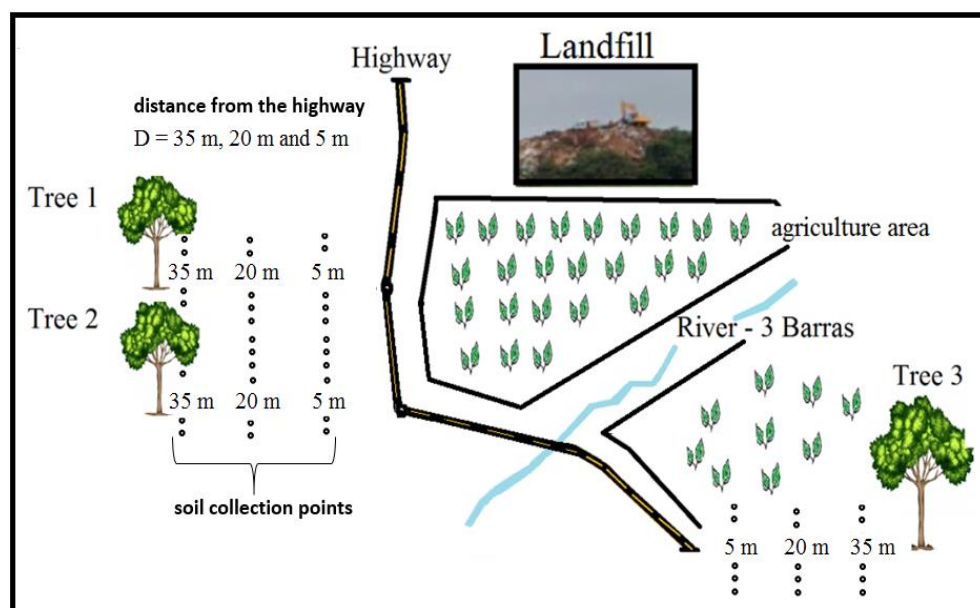 Landfill
Highway
distance from the highway
D = 35 m, 20 m and 5 m
Tree 1
35 m 20 m 5 m
agriculture area
Tree 2
River - 3 Barras
Tree 3
35 m 20 m 5 m
soil collection points
5 m 20 m 35 m